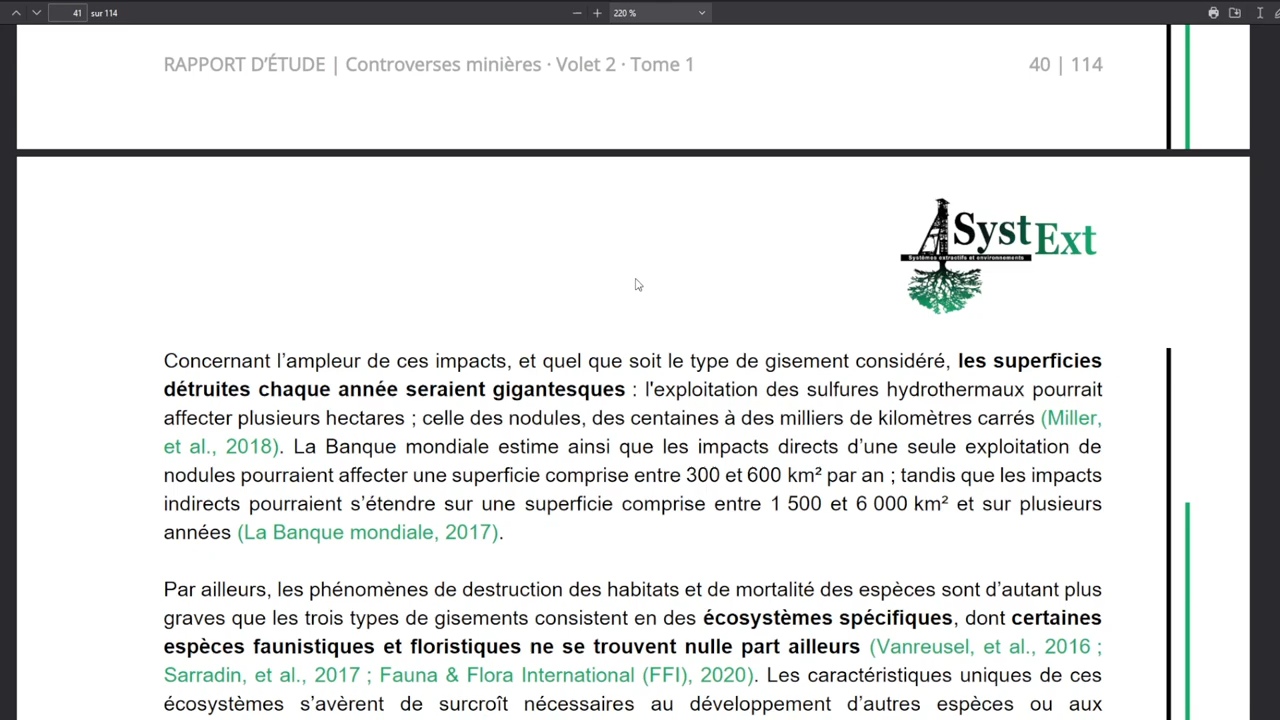 41 sur 114 220 %
RAPPORT D'ÉTUDE | Controverses minières · Volet 2 · Tome 1 40 | 114
SystExt
Systèmes extractifs et environnements
Concernant l'ampleur de ces impacts, et quel que soit le type de gisement considéré, les superficies
détruites chaque année seraient gigantesques : l'exploitation des sulfures hydrothermaux pourrait
affecter plusieurs hectares ; celle des nodules, des centaines à des milliers de kilomètres carrés (Miller,
et al., 2018). La Banque mondiale estime ainsi que les impacts directs d'une seule exploitation de
nodules pourraient affecter une superficie comprise entre 300 et 600 km² par an ; tandis que les impacts
indirects pourraient s'étendre sur une superficie comprise entre 1 500 et 6 000 km² et sur plusieurs
années (La Banque mondiale, 2017).
Par ailleurs, les phénomènes de destruction des habitats et de mortalité des espèces sont d'autant plus
graves que les trois types de gisements consistent en des écosystèmes spécifiques, dont certaines
espèces faunistiques et floristiques ne se trouvent nulle part ailleurs (Vanreusel, et al., 2016 ;
Sarradin, et al., 2017 ; Fauna & Flora International (FFI), 2020). Les caractéristiques uniques de ces
écosystèmes s'avèrent de surcroît nécessaires au développement d'autres espèces ou aux